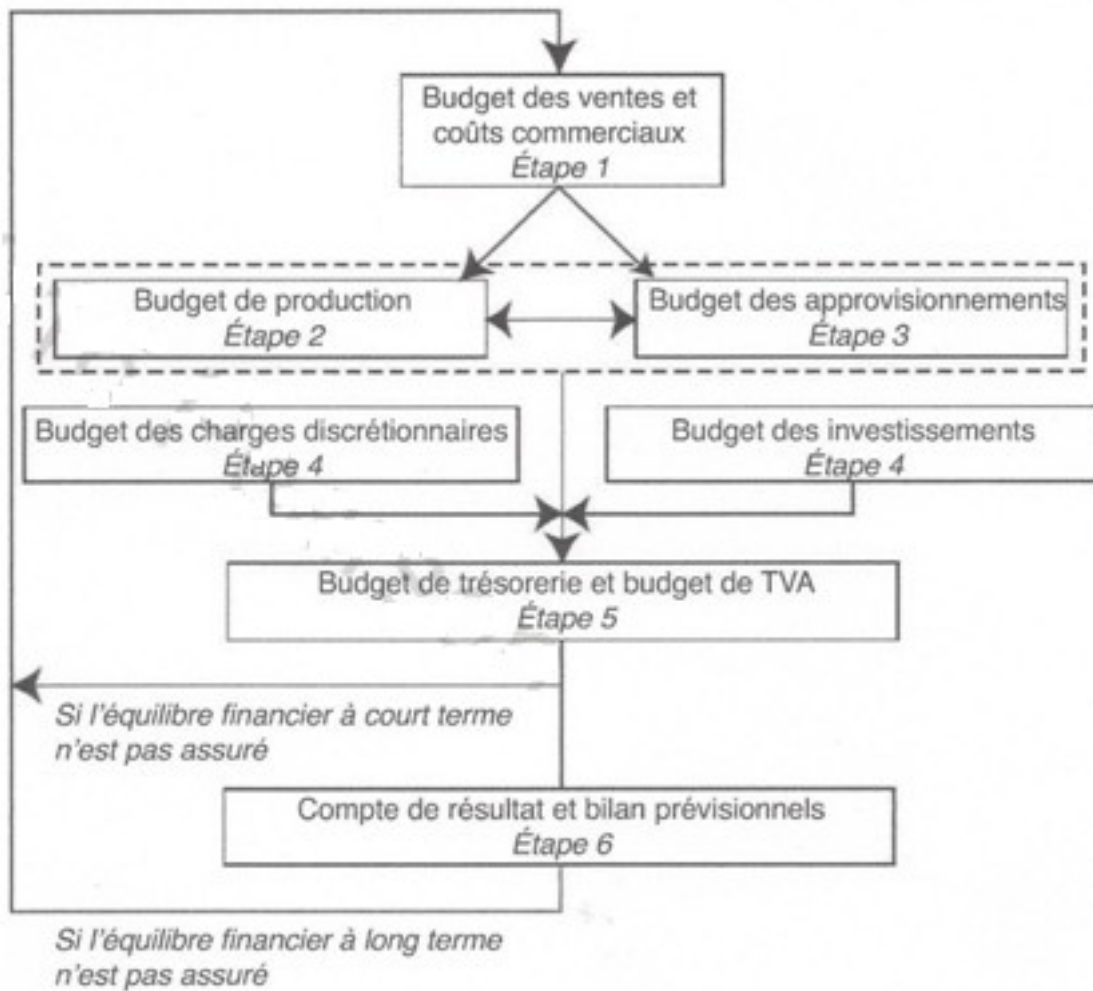 Budget des ventes et
coûts commerciaux
Étape 1
Budget de production
Étape 2
Budget des approvisionnements
Étape 3
Budget des charges discrétionnaires
Étape 4
Budget des investissements
Étape 4
Budget de trésorerie et budget de TVA
Étape 5
Si l'équilibre financier à court terme
n'est pas assuré
Compte de résultat et bilan prévisionnels
Étape 6
Si l'équilibre financier à long terme
n'est pas assuré